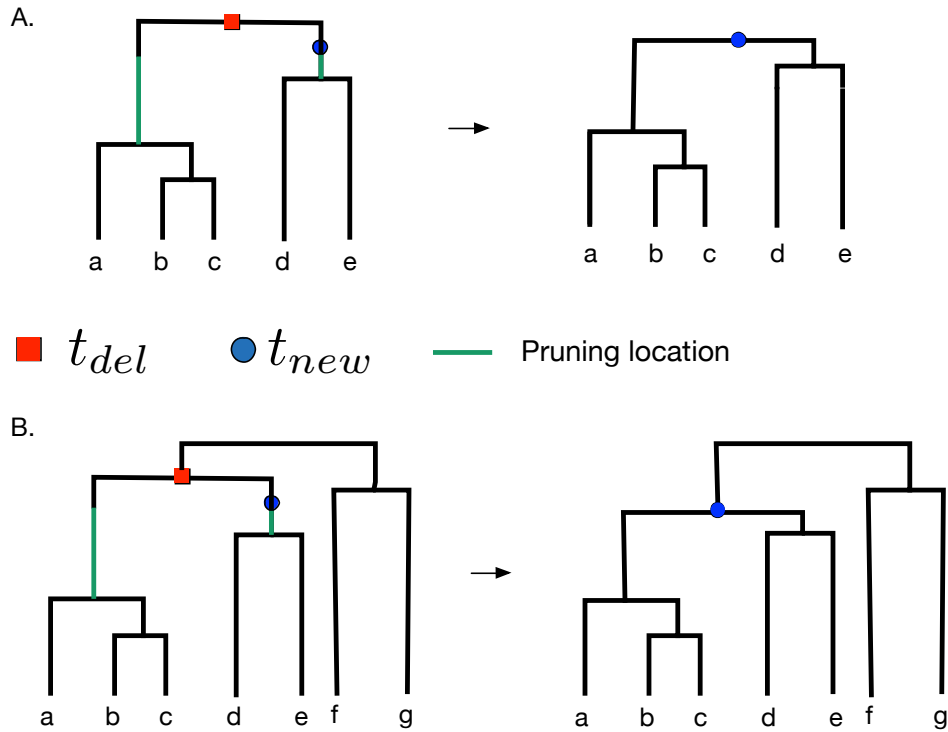 A.
a b c d e a b c d e
t_del t_new Pruning location
B.
a b c d e f g a b c d e f g